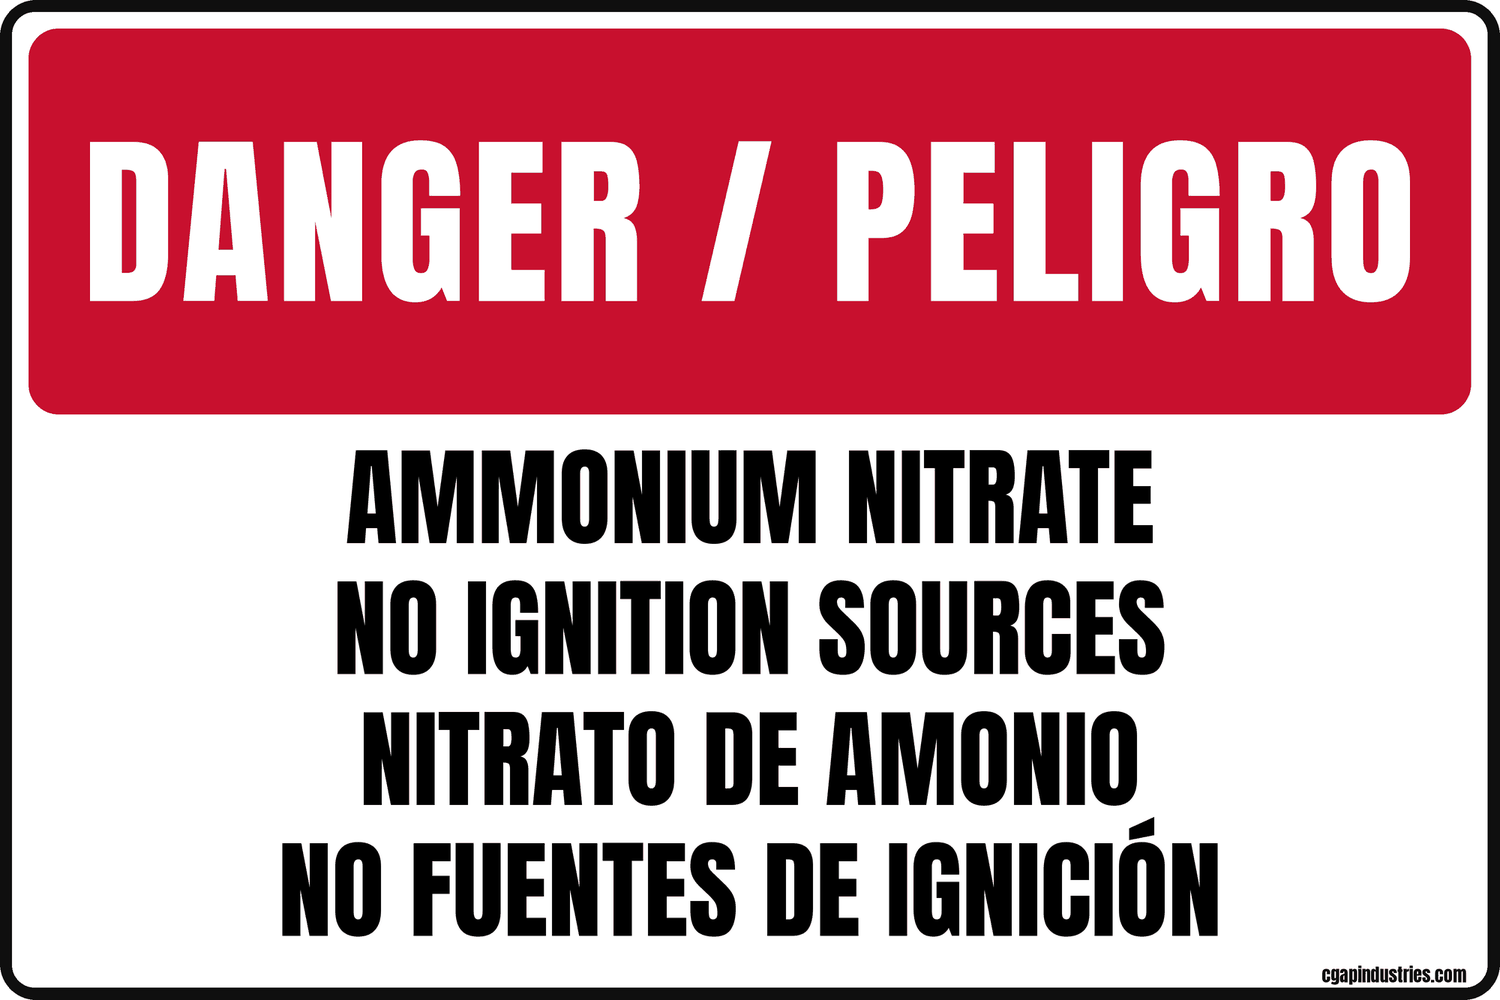 DANGER / PELIGRO
AMMONIUM NITRATE
NO IGNITION SOURCES
NITRATO DE AMONIO
NO FUENTES DE IGNICIÓN
cgapindustries.com